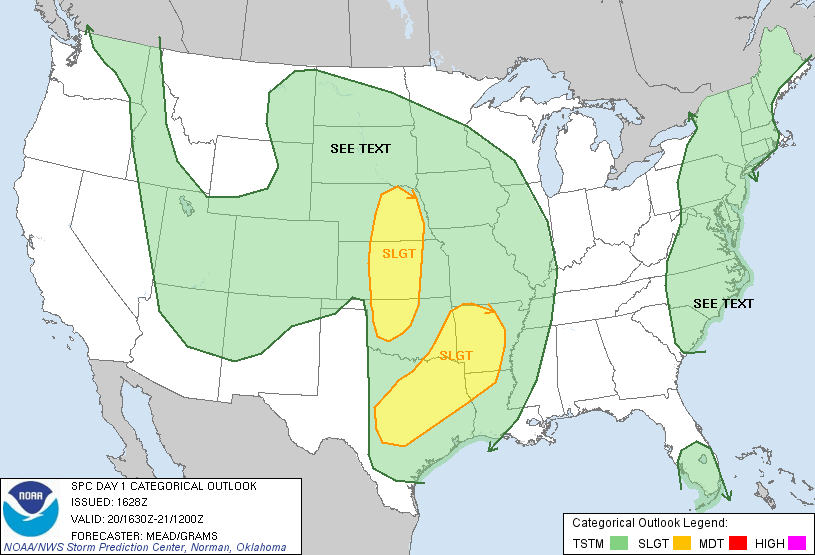 SEE TEXT
SLGT
SEE TEXT
SLGT
NOAA
SPC DAY 1 CATEGORICAL OUTLOOK
ISSUED: 1628Z
VALID: 20/1630Z-21/1200Z
FORECASTER: MEAD/GRAMS
NOAA/NWS Storm Prediction Center, Norman, Oklahoma
Categorical Outlook Legend:
TSTM SLGT MDT HIGH